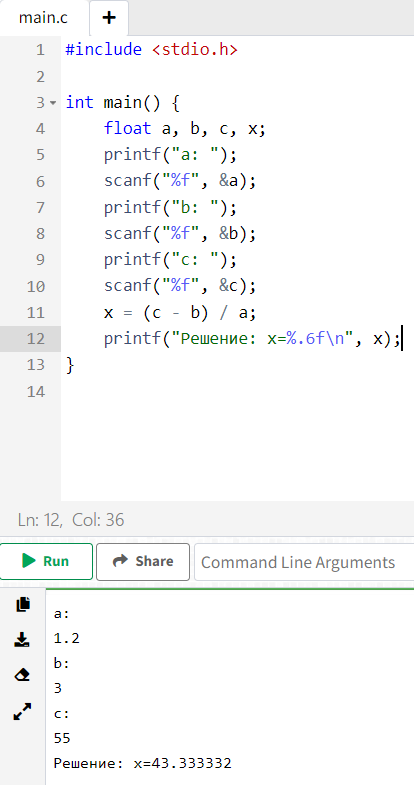 main.c
+
1 #include <stdio.h>
2
3 int main() {
4 float a, b, c, x;
5 printf("a: ");
6 scanf("%f", &a);
7 printf("b: ");
8 scanf("%f", &b);
9 printf("c: ");
10 scanf("%f", &c);
11 x = (c - b) / a;
12 printf("Решение: x=%.6f\n", x);
13 }
14
Ln: 12, Col: 36
Run Share Command Line Arguments
a:
1.2
b:
3
c:
55
Решение: x=43.333332